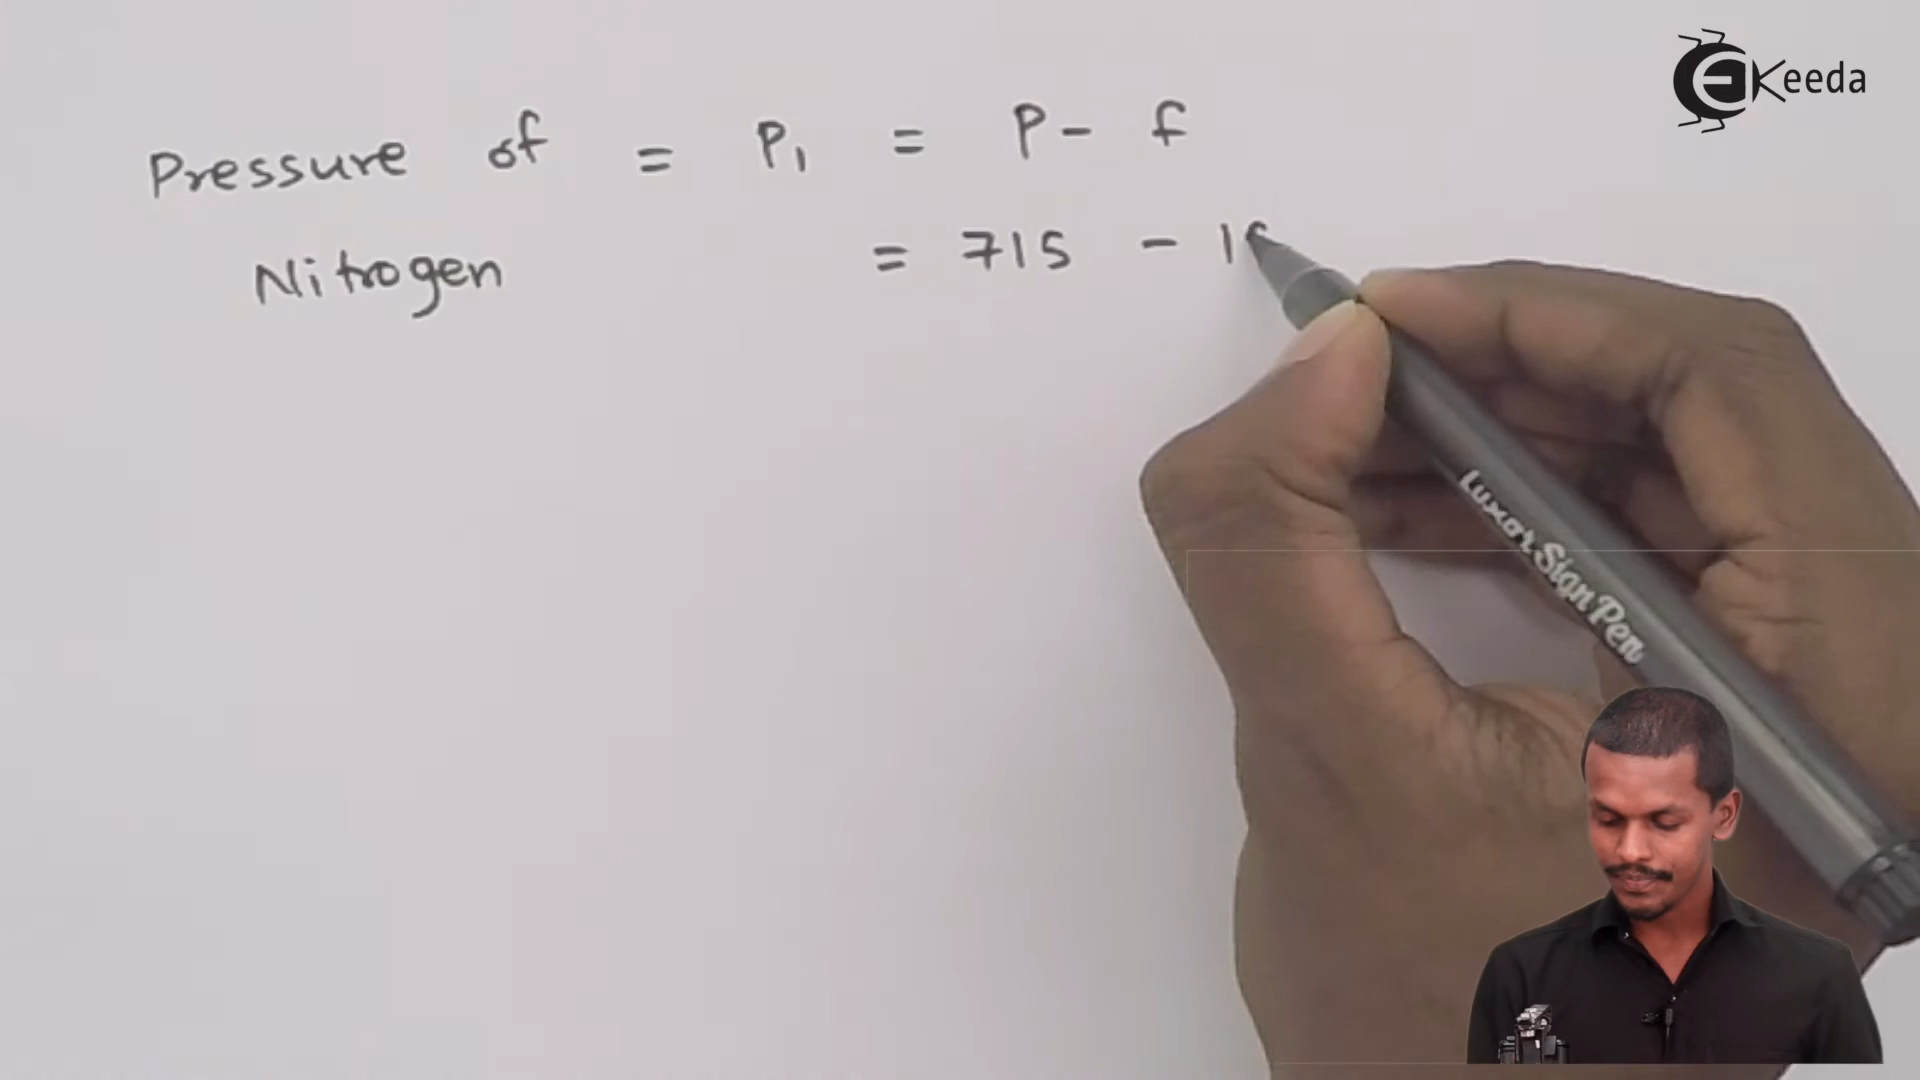 Keeda
Pressure of = P1 = P - f
Nitrogen = 715 - 1
Luxor Sign Pen